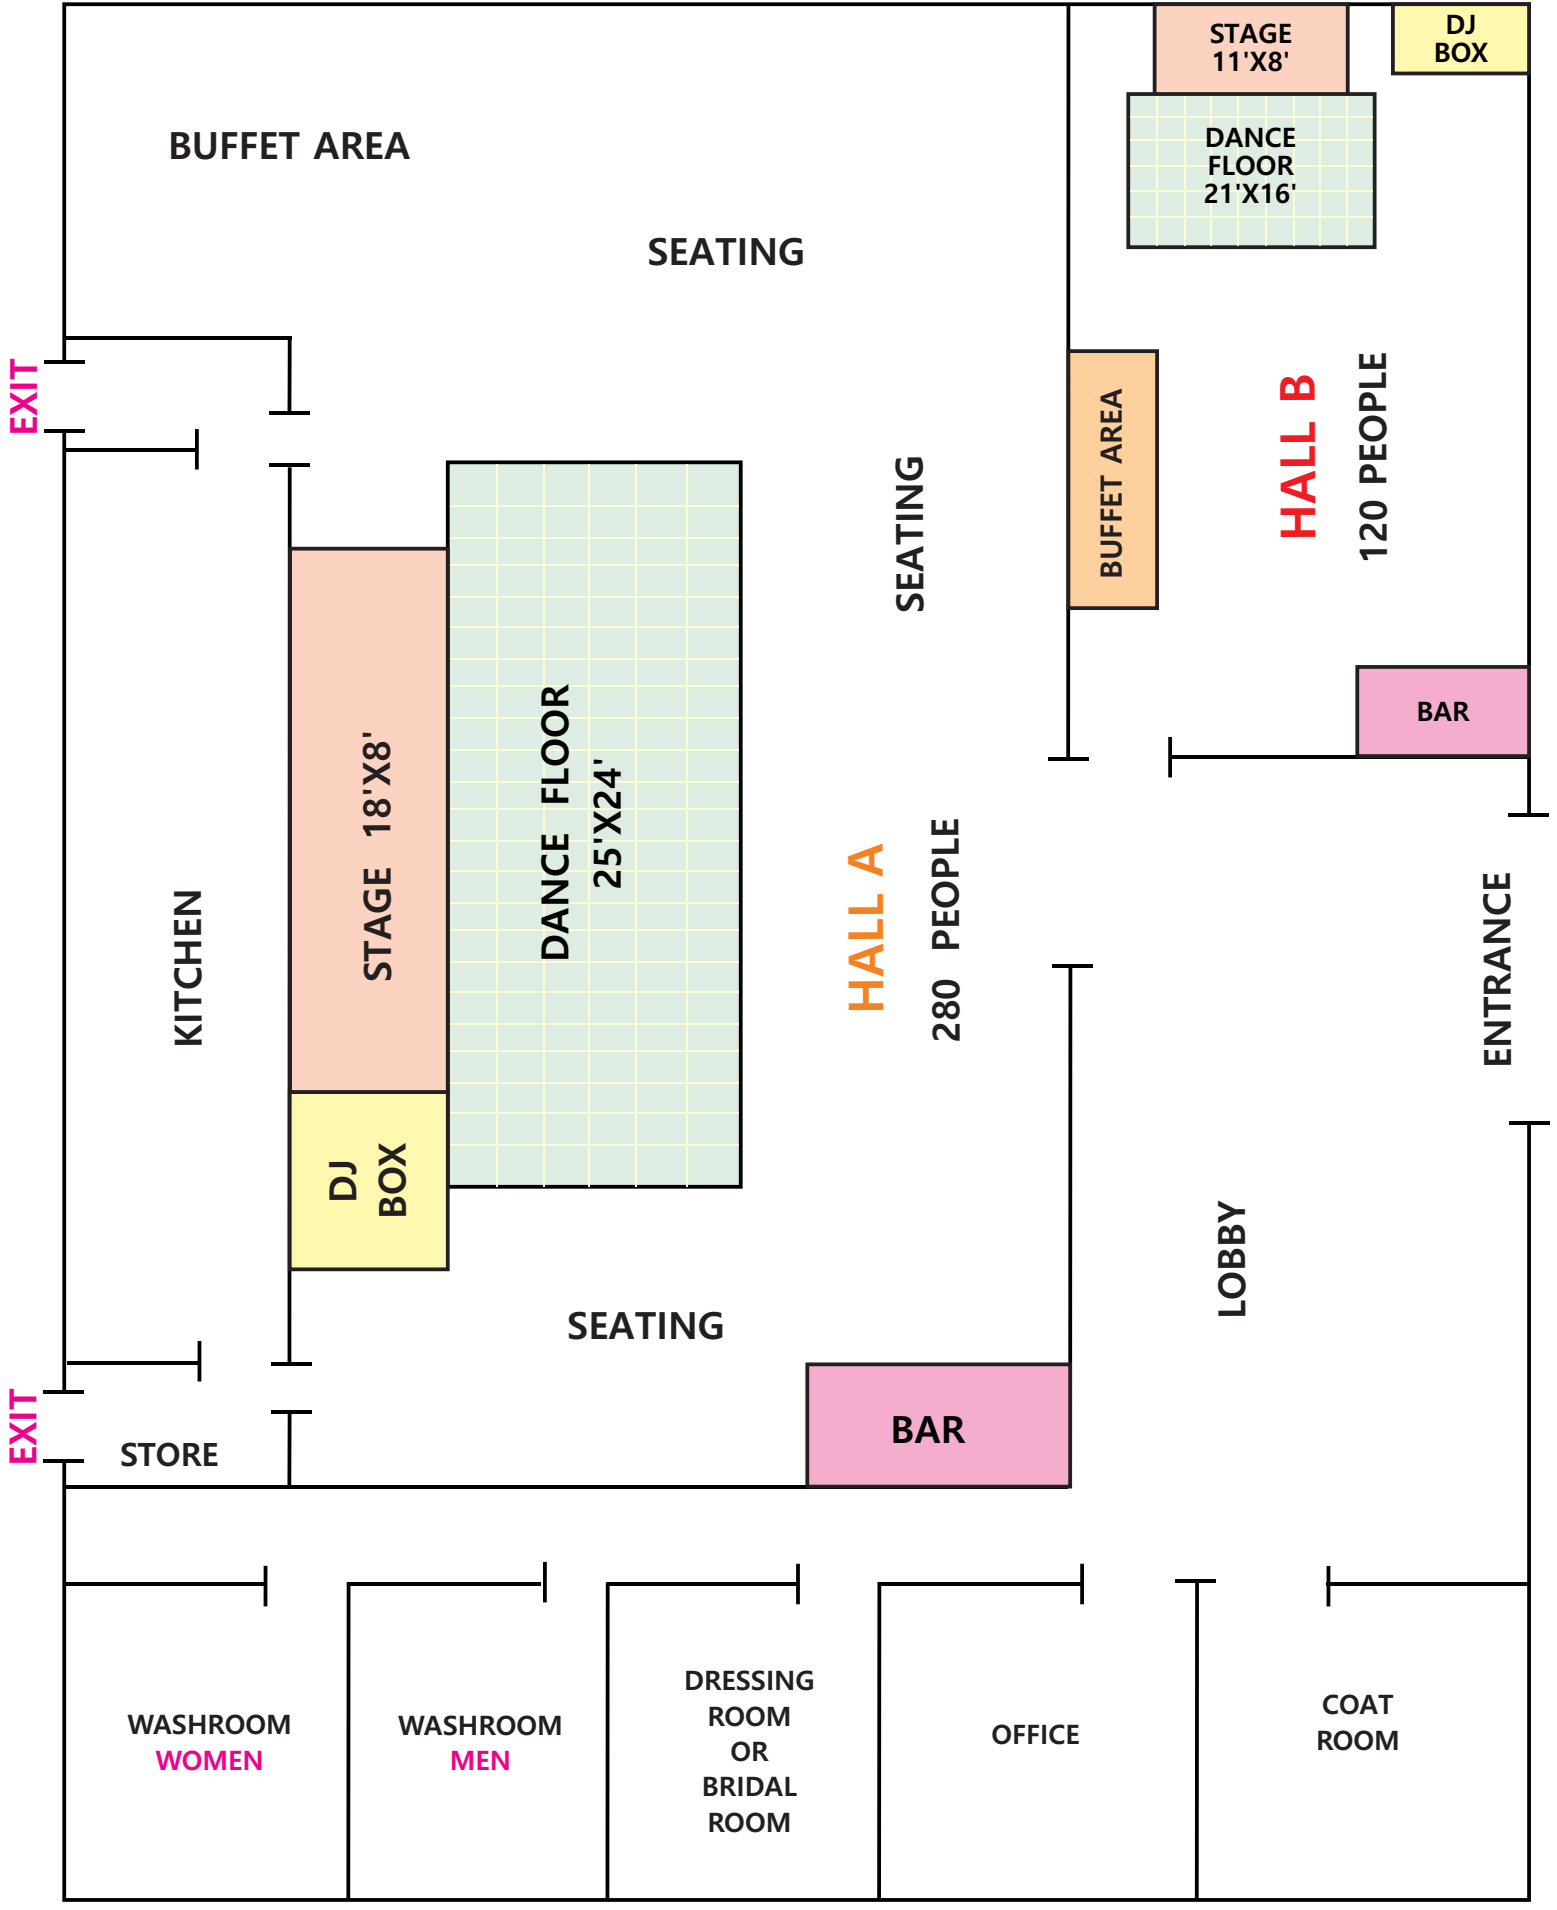 STAGE
11'X8'
DJ
BOX
DANCE
FLOOR
21'X16'
BUFFET AREA
SEATING
EXIT
BUFFET AREA
HALL B
120 PEOPLE
SEATING
BAR
STAGE 18'X8'
DANCE FLOOR
25'X24'
HALL A
280 PEOPLE
KITCHEN
ENTRANCE
DJ
BOX
LOBBY
SEATING
EXIT
STORE
BAR
WASHROOM
WOMEN
WASHROOM
MEN
DRESSING
ROOM
OR
BRIDAL
ROOM
OFFICE
COAT
ROOM